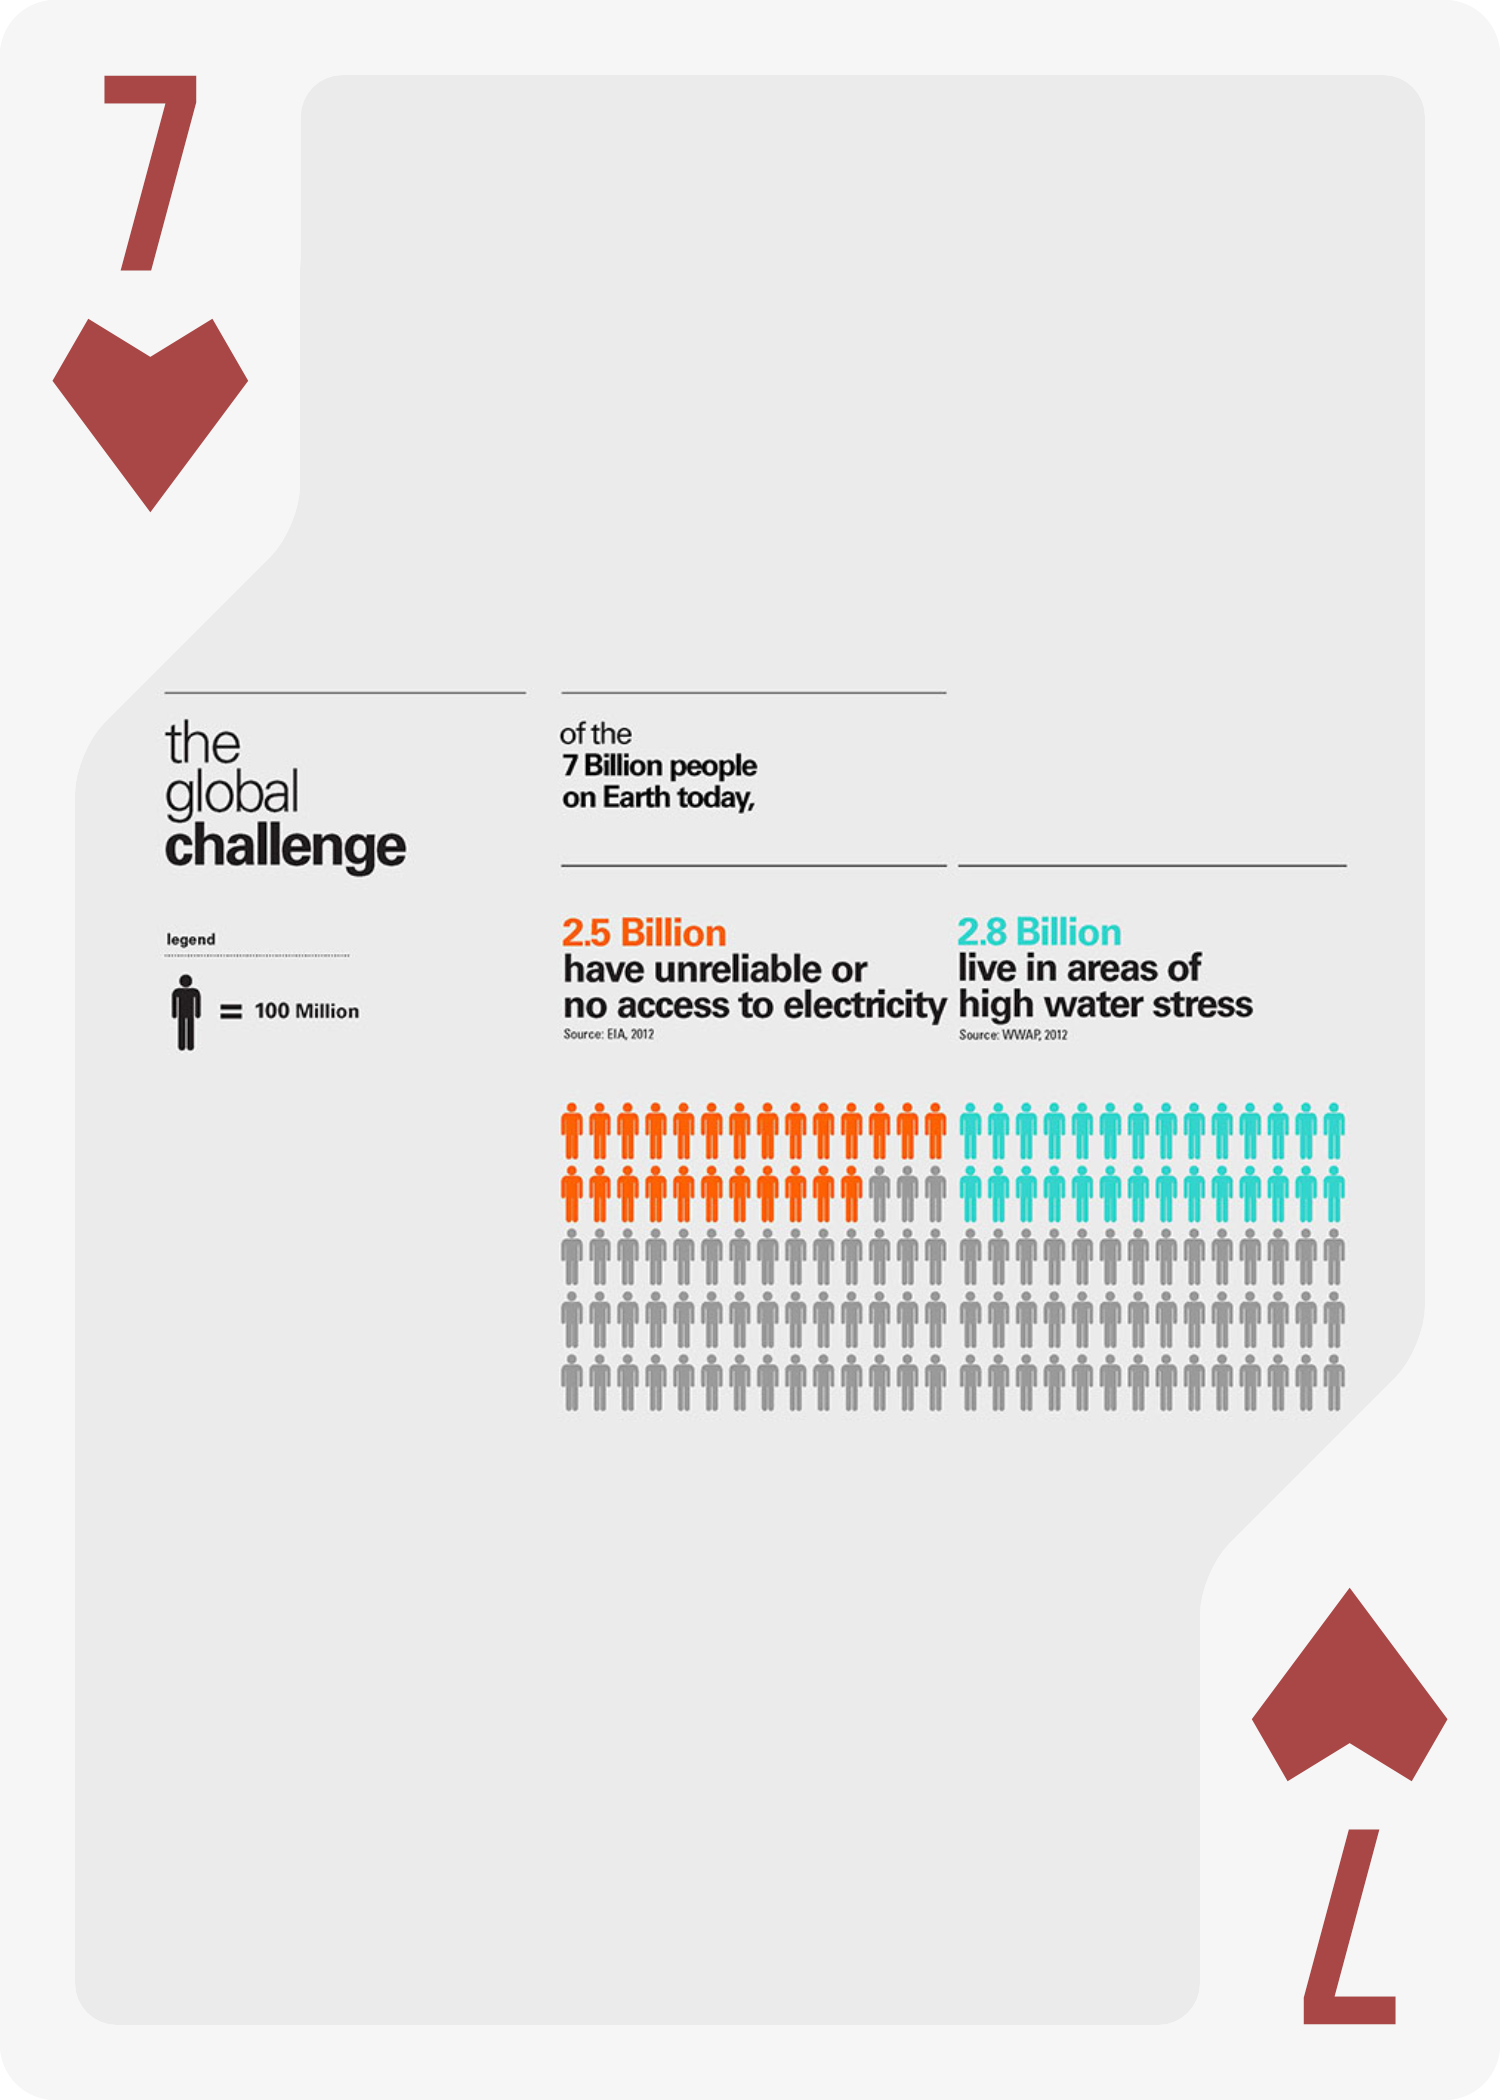 7
the
global
challenge
legend
= 100 Million
of the
7 Billion people
on Earth today,
2.5 Billion
have unreliable or
no access to electricity
Source: EIA, 2012
2.8 Billion
live in areas of
high water stress
Source: WWAP, 2012
7